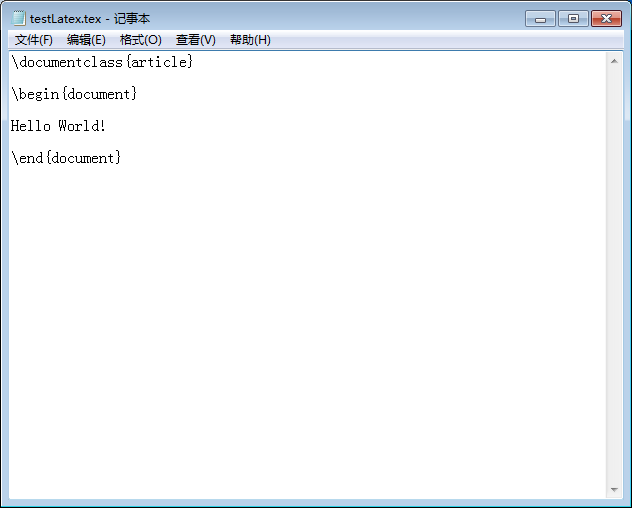 testLatex.tex - 记事本
文件(F) 编辑(E) 格式(O) 查看(V) 帮助(H)
\documentclass{article}
\begin{document}
Hello World!
\end{document}